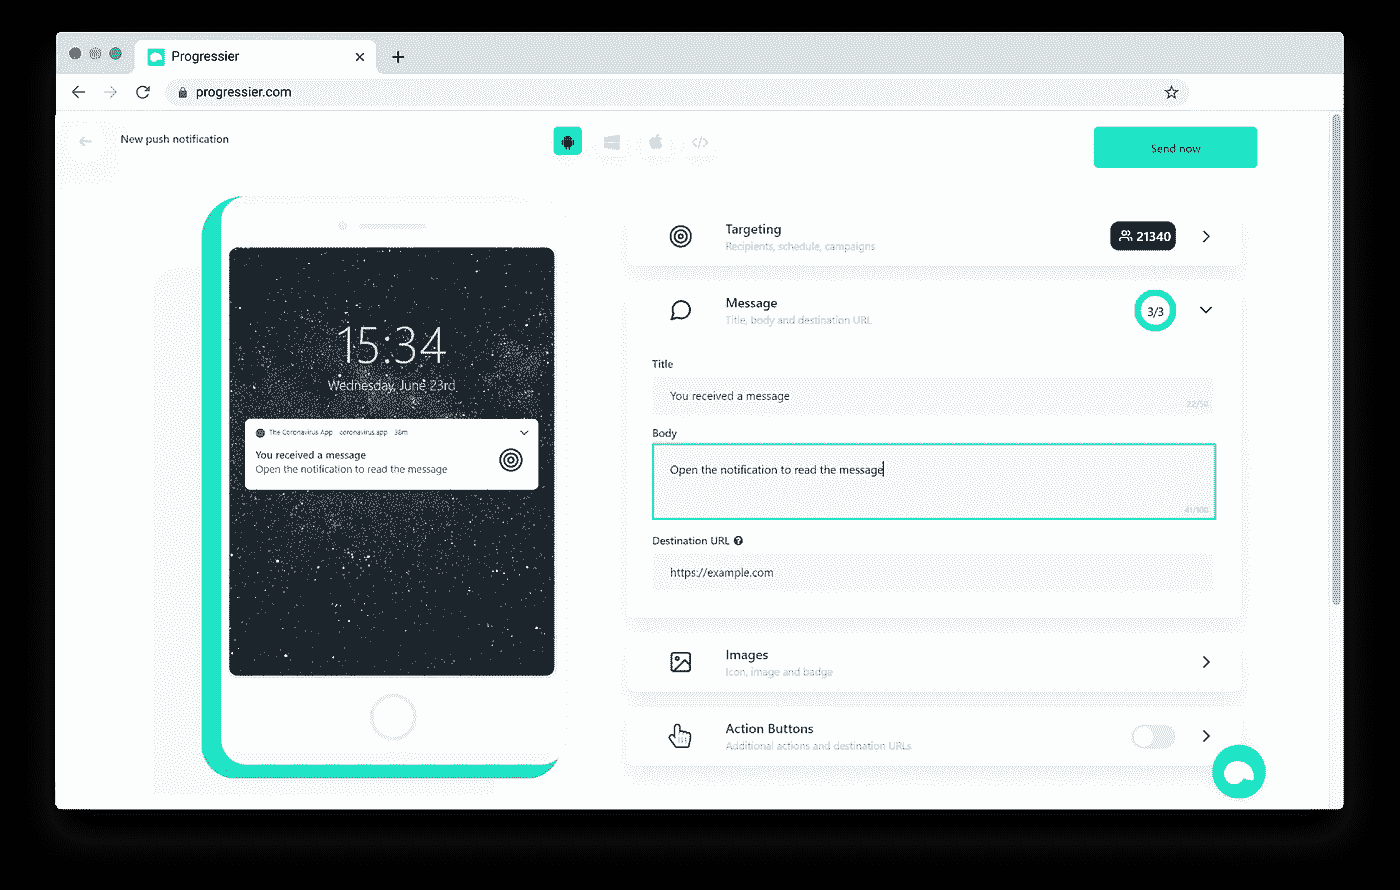 Progressier
progressier.com
New push notification
Send now
15:34
Wednesday, June 23rd
The Coronavirus App · coronavirus.app · 38m
You received a message
Open the notification to read the message
Targeting
Recipients, schedule, campaigns
21340
Message
Title, body and destination URL
3/3
Title
You received a message
22/50
Body
Open the notification to read the message
41/100
Destination URL
https://example.com
Images
Icon, image and badge
Action Buttons
Additional actions and destination URLs